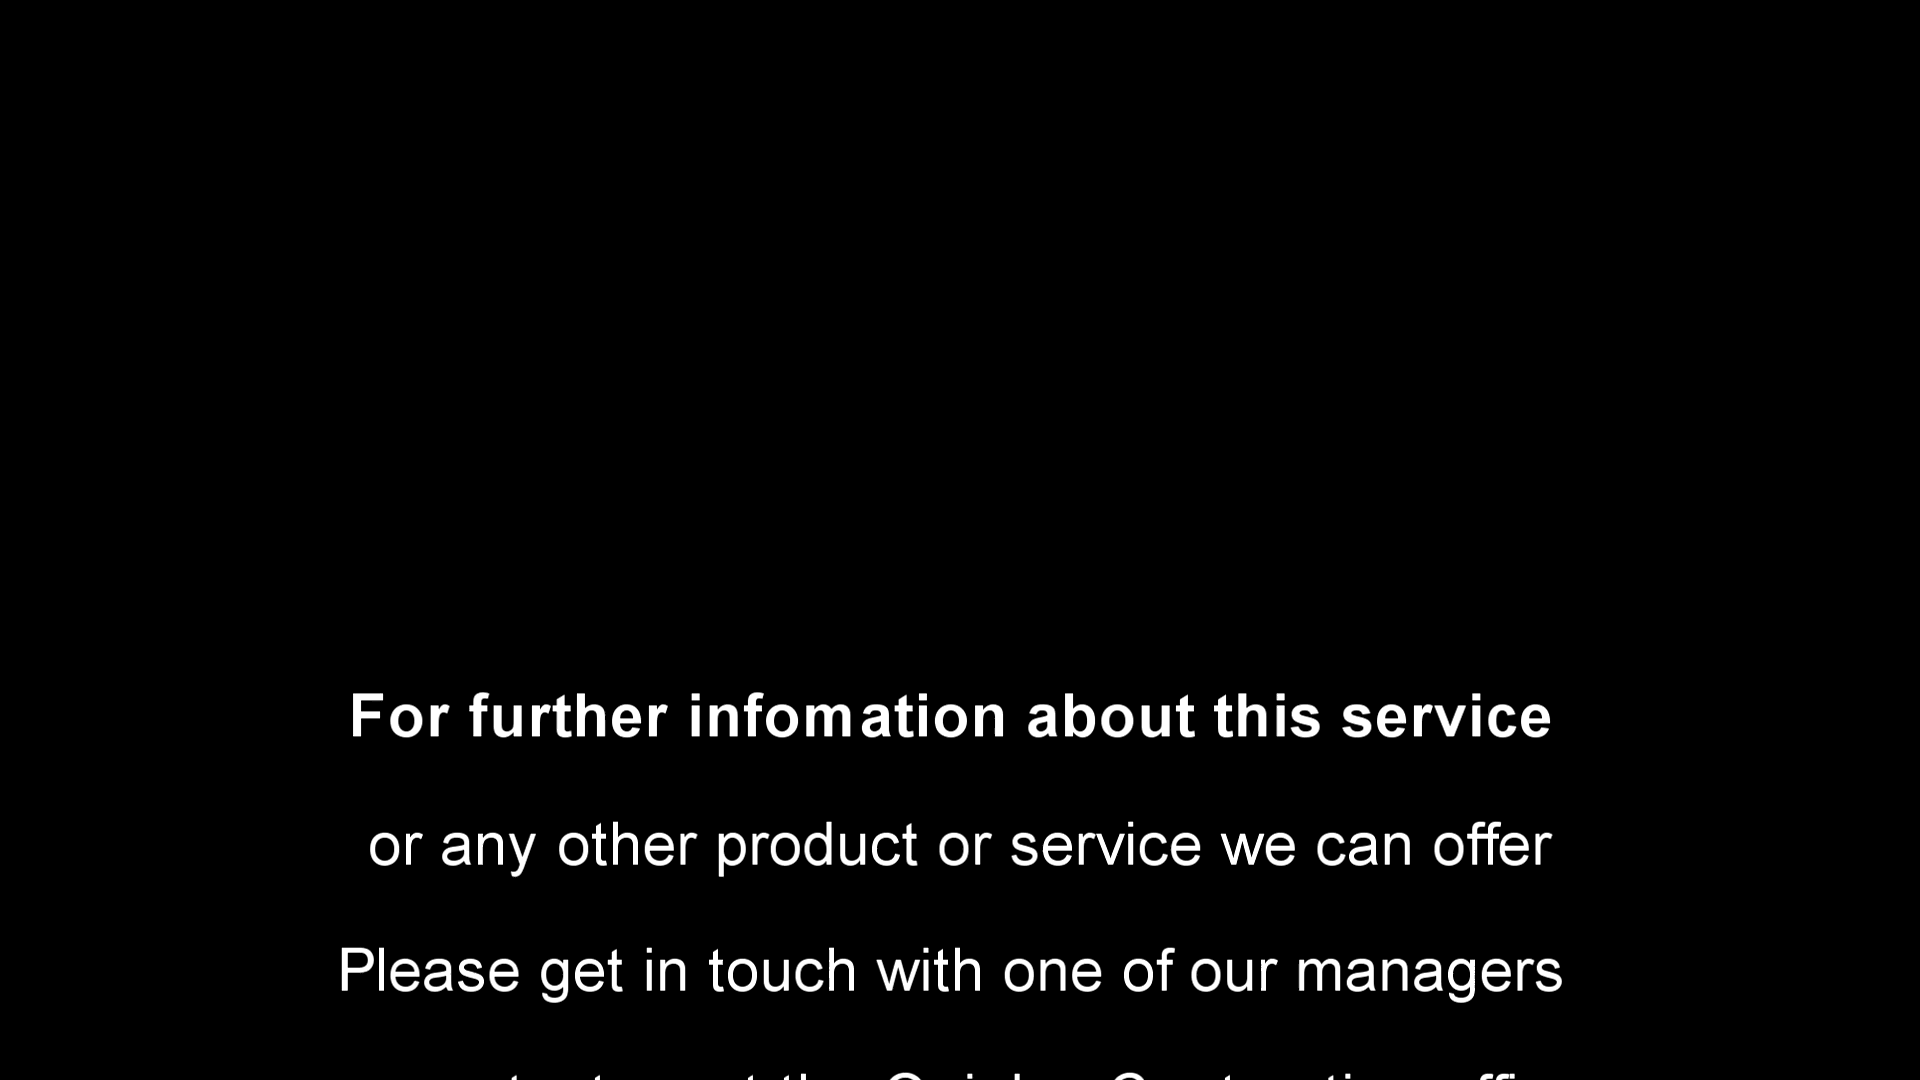 For further infomation about this service
or any other product or service we can offer
Please get in touch with one of our managers